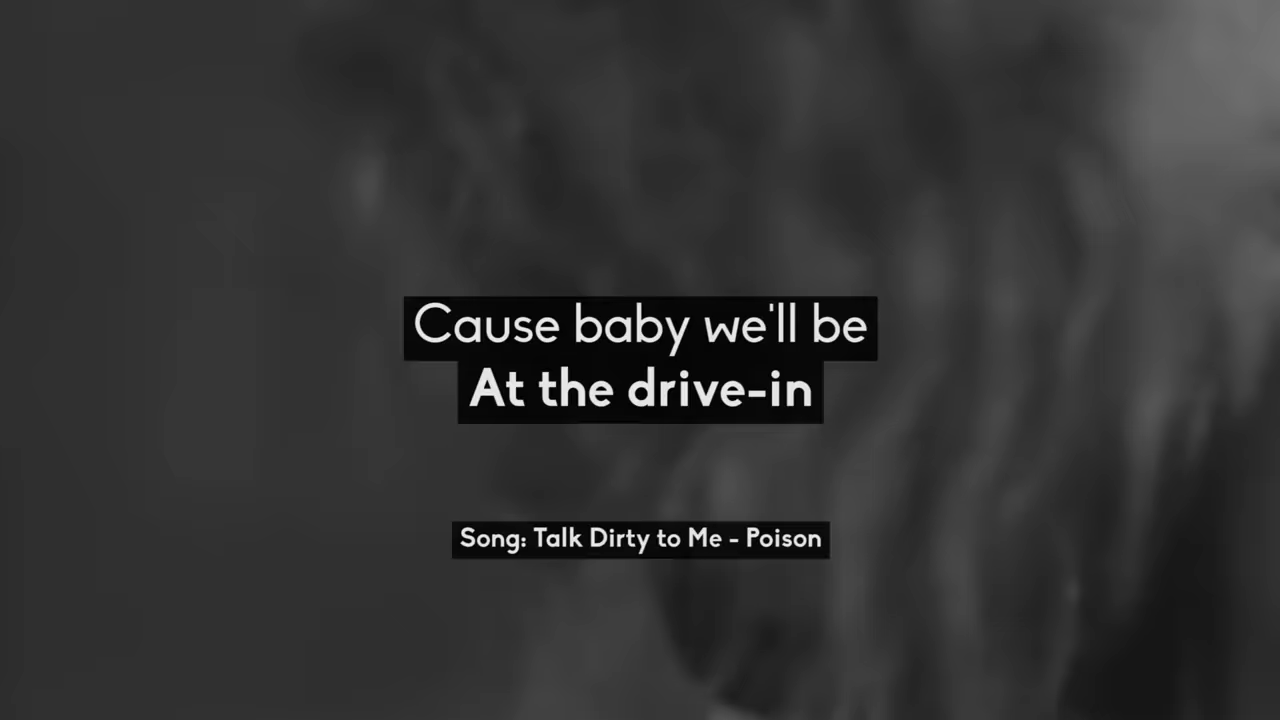 Cause baby we'll be
At the drive-in
Song: Talk Dirty to Me - Poison